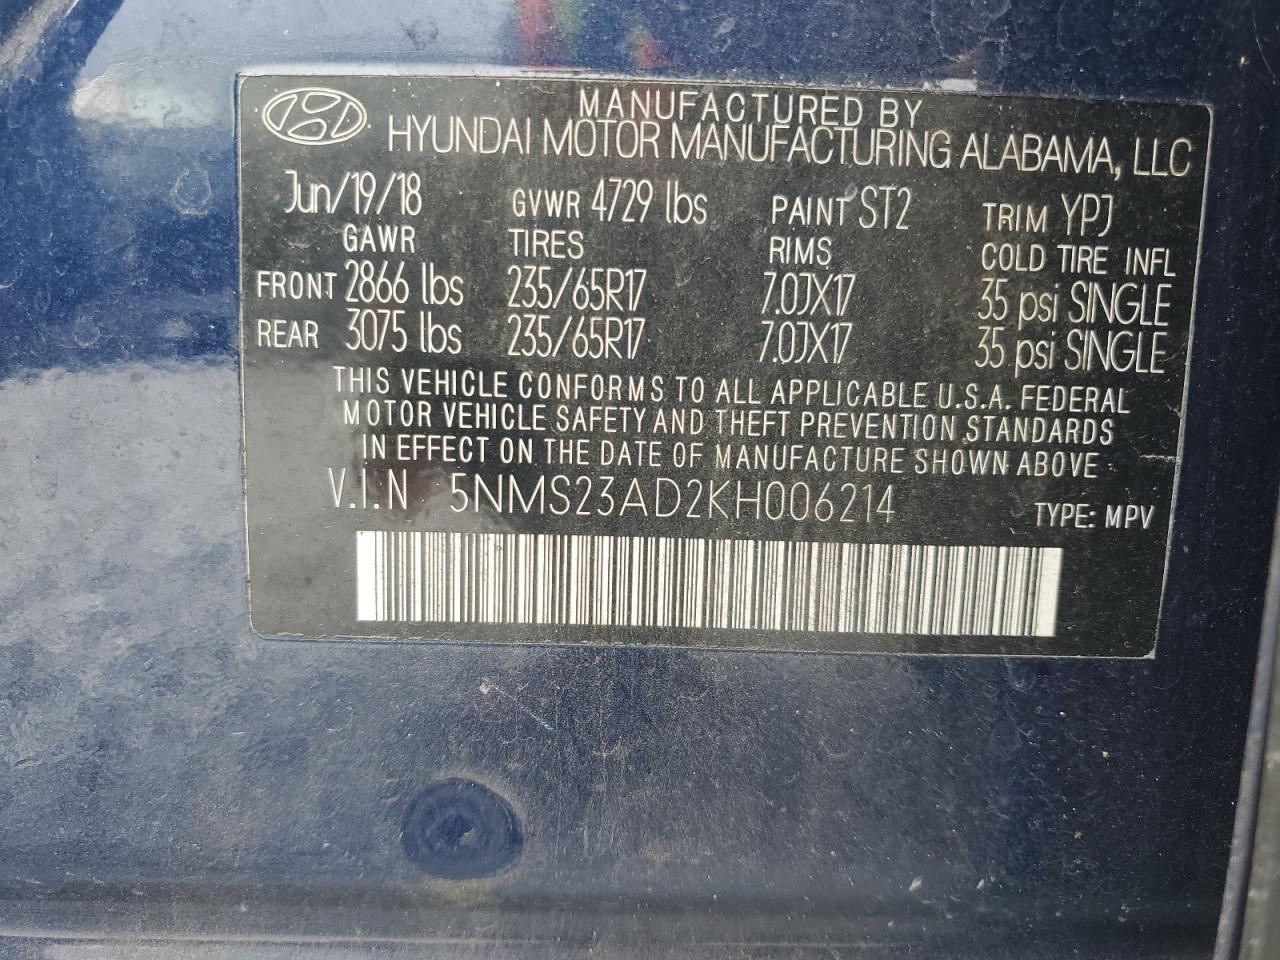 MANUFACTURED BY
HYUNDAI MOTOR MANUFACTURING ALABAMA, LLC
Jun/19/18 GVWR 4729 lbs PAINT ST2 TRIM YPJ
GAWR TIRES RIMS COLD TIRE INFL
FRONT 2866 lbs 235/65R17 7.0JX17 35 psi SINGLE
REAR 3075 lbs 235/65R17 7.0JX17 35 psi SINGLE
THIS VEHICLE CONFORMS TO ALL APPLICABLE U.S.A. FEDERAL
MOTOR VEHICLE SAFETY AND THEFT PREVENTION STANDARDS
IN EFFECT ON THE DATE OF MANUFACTURE SHOWN ABOVE
V.I.N 5NMS23AD2KH006214 TYPE: MPV